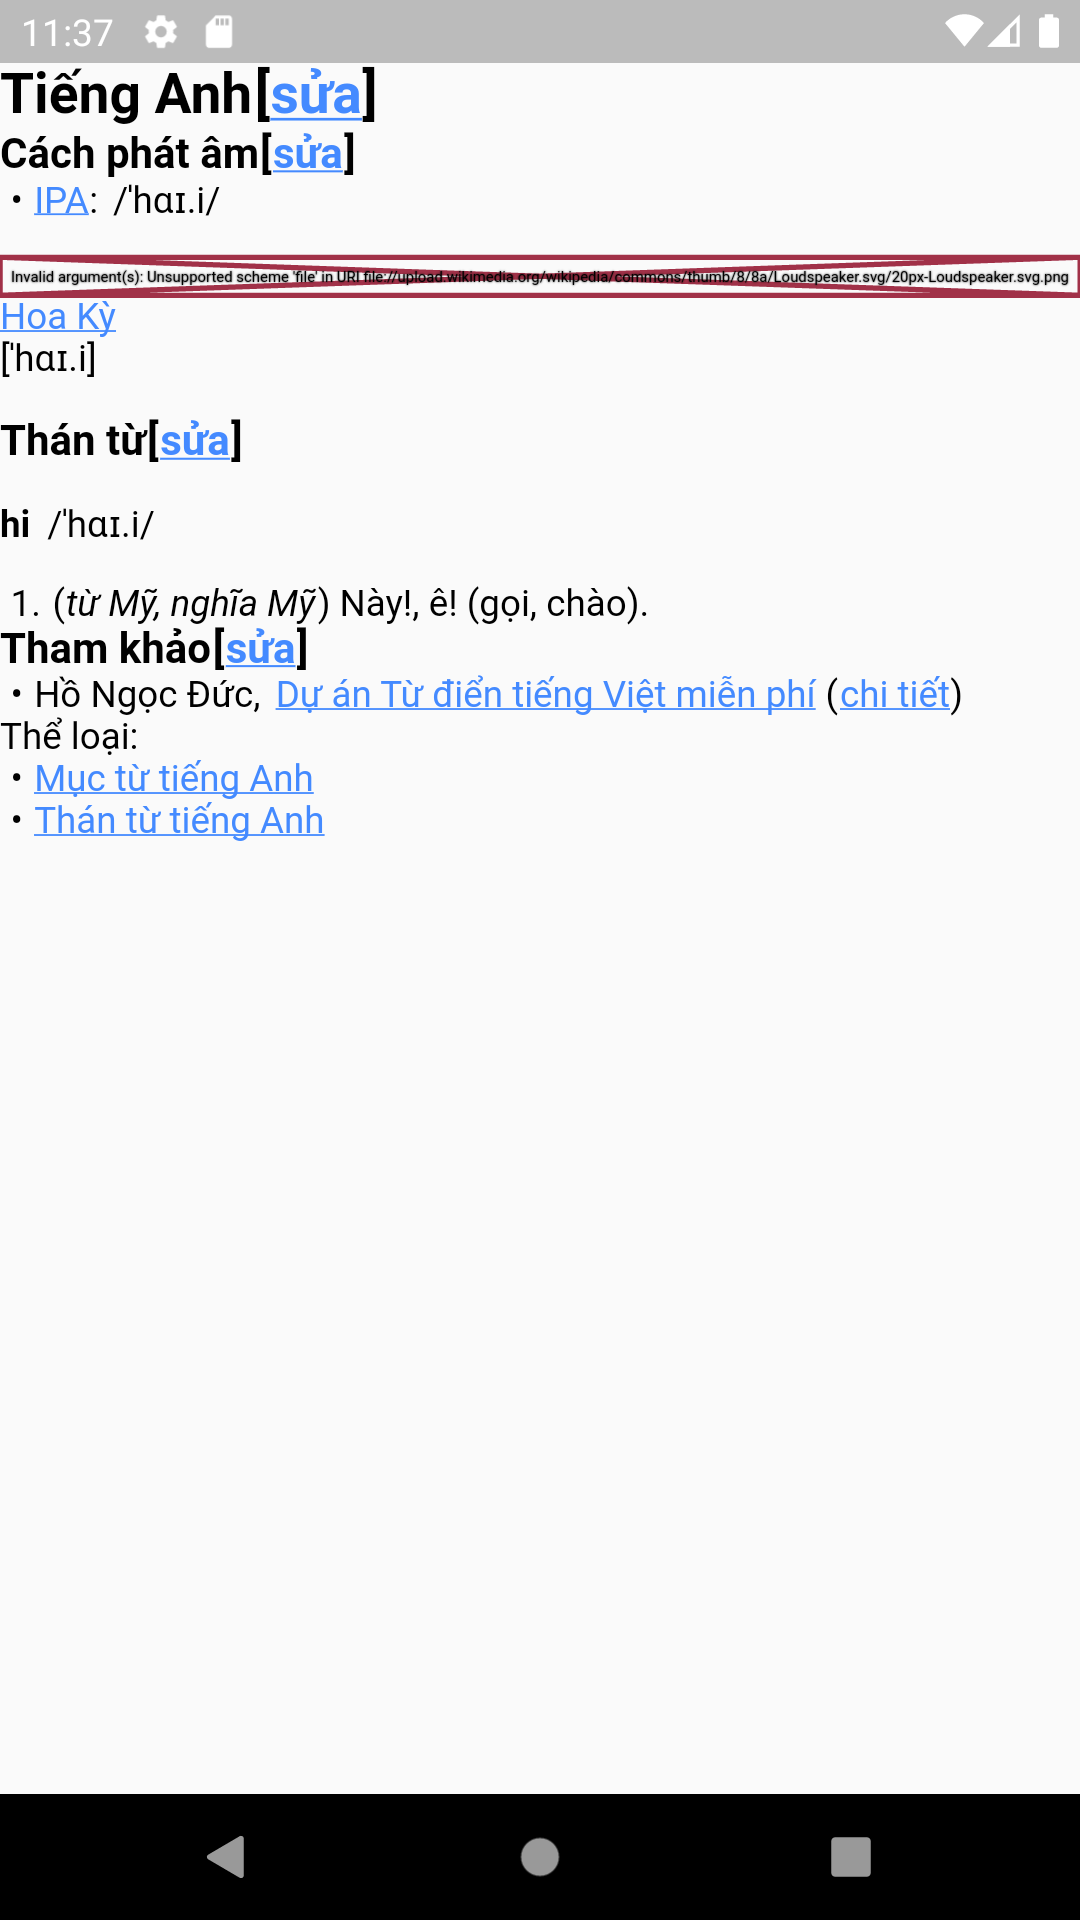 11:37
Tiếng Anh[sửa]
Cách phát âm[sửa]
• IPA: /ˈhɑɪ.i/
Invalid argument(s): Unsupported scheme 'file' in URI file://upload.wikimedia.org/wikipedia/commons/thumb/8/8a/Loudspeaker.svg/20px-Loudspeaker.svg.png
Hoa Kỳ
[ˈhɑɪ.i]
Thán từ[sửa]
hi /ˈhɑɪ.i/
1. (từ Mỹ, nghĩa Mỹ) Này!, ê! (gọi, chào).
Tham khảo[sửa]
• Hồ Ngọc Đức, Dự án Từ điển tiếng Việt miễn phí (chi tiết)
Thể loại:
• Mục từ tiếng Anh
• Thán từ tiếng Anh